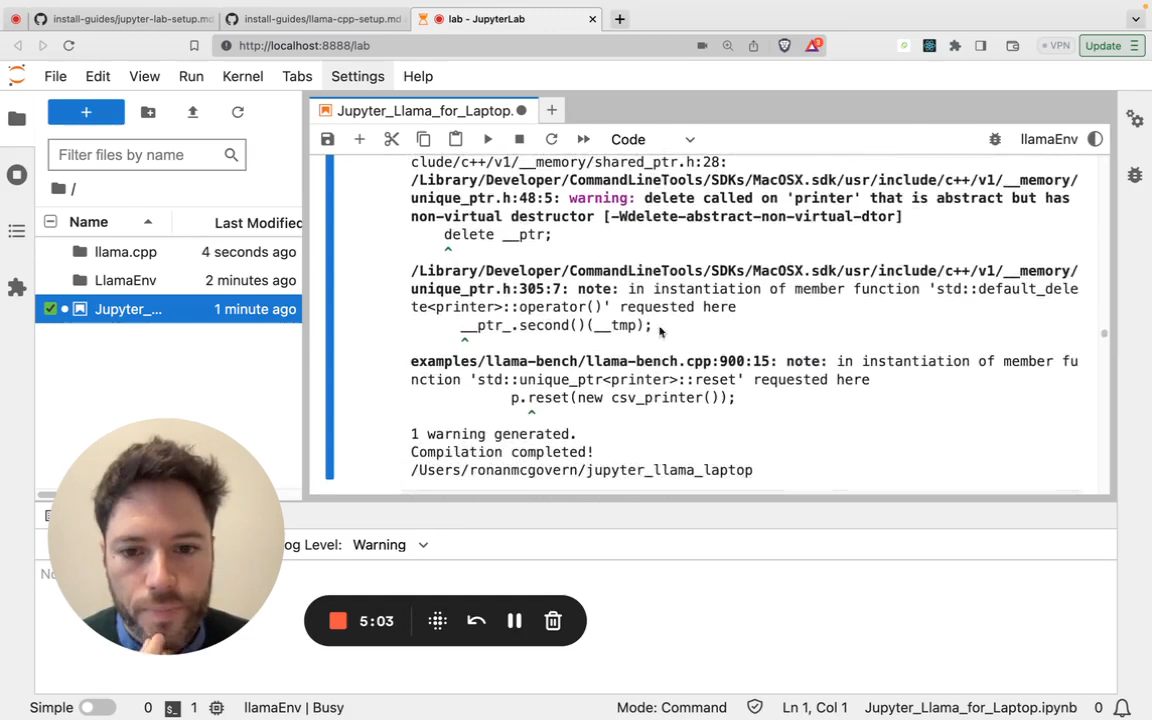 install-guides/jupyter-lab-setup.md
install-guides/llama-cpp-setup.md
lab - JupyterLab
http://localhost:8888/lab
VPN
Update
File Edit View Run Kernel Tabs Settings Help
Jupyter_Llama_for_Laptop.
Code
llamaEnv
Filter files by name
/
Name
Last Modified
llama.cpp 4 seconds ago
LlamaEnv 2 minutes ago
Jupyter_... 1 minute ago
clude/c++/v1/__memory/shared_ptr.h:28:
/Library/Developer/CommandLineTools/SDKs/MacOSX.sdk/usr/include/c++/v1/__memory/
unique_ptr.h:48:5: warning: delete called on 'printer' that is abstract but has
non-virtual destructor [-Wdelete-abstract-non-virtual-dtor]
delete __ptr;
^
/Library/Developer/CommandLineTools/SDKs/MacOSX.sdk/usr/include/c++/v1/__memory/
unique_ptr.h:305:7: note: in instantiation of member function 'std::default_dele
te<printer>::operator()' requested here
__ptr_.second()(__tmp);
^
examples/llama-bench/llama-bench.cpp:900:15: note: in instantiation of member fu
nction 'std::unique_ptr<printer>::reset' requested here
p.reset(new csv_printer());
^
1 warning generated.
Compilation completed!
/Users/ronanmcgovern/jupyter_llama_laptop
og Level: Warning
5:03
Simple 0 1 llamaEnv | Busy
Mode: Command Ln 1, Col 1 Jupyter_Llama_for_Laptop.ipynb 0